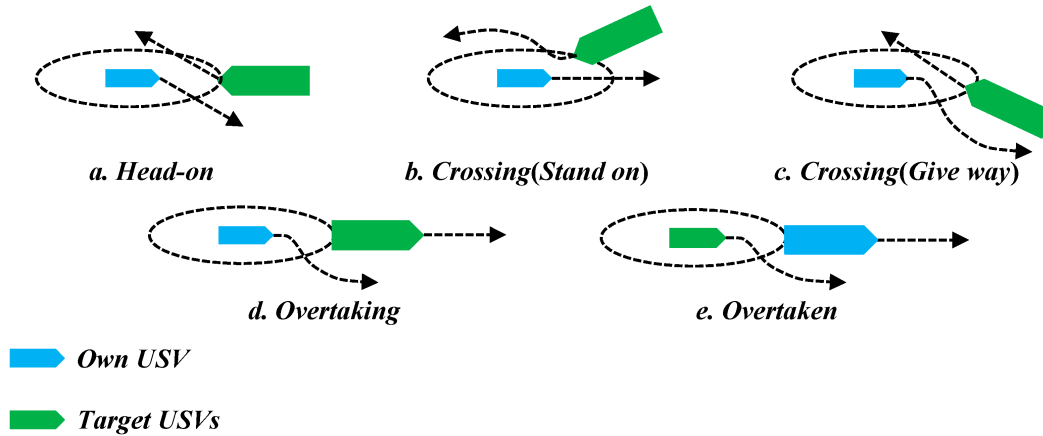 a. Head-on
b. Crossing(Stand on)
c. Crossing(Give way)
d. Overtaking
e. Overtaken
Own USV
Target USVs